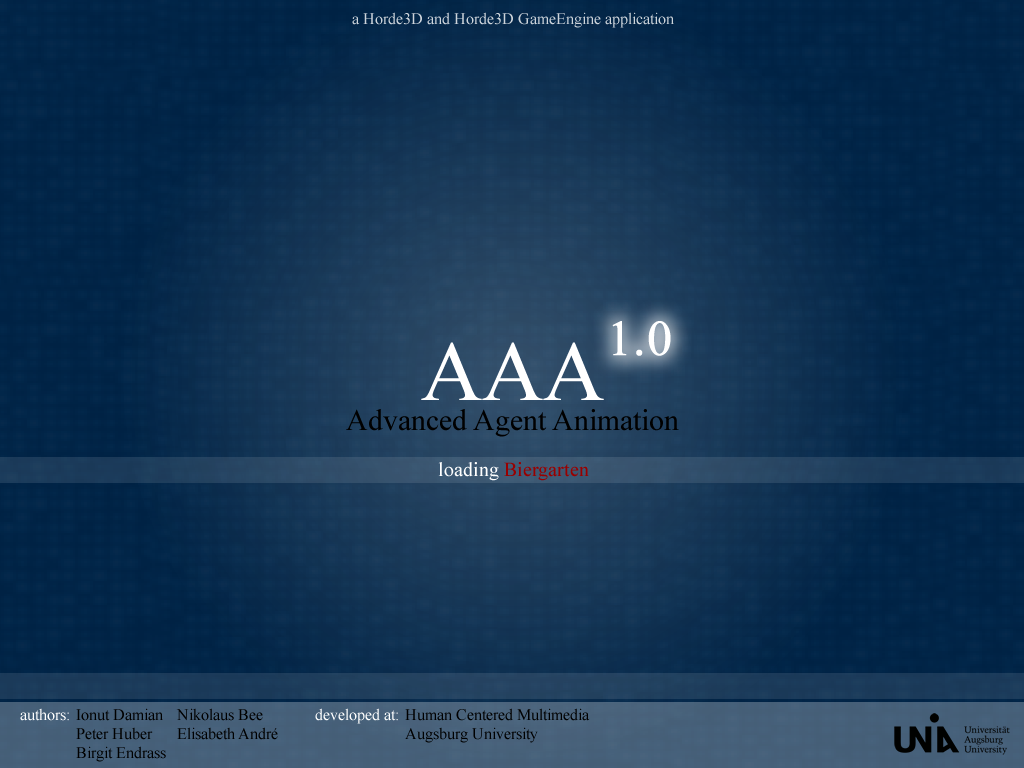 a Horde3D and Horde3D GameEngine application
AAA 1.0
Advanced Agent Animation
loading Biergarten
authors: Ionut Damian Nikolaus Bee
Peter Huber Elisabeth André
Birgit Endrass
developed at: Human Centered Multimedia
Augsburg University
UNIA
Universität
Augsburg
University